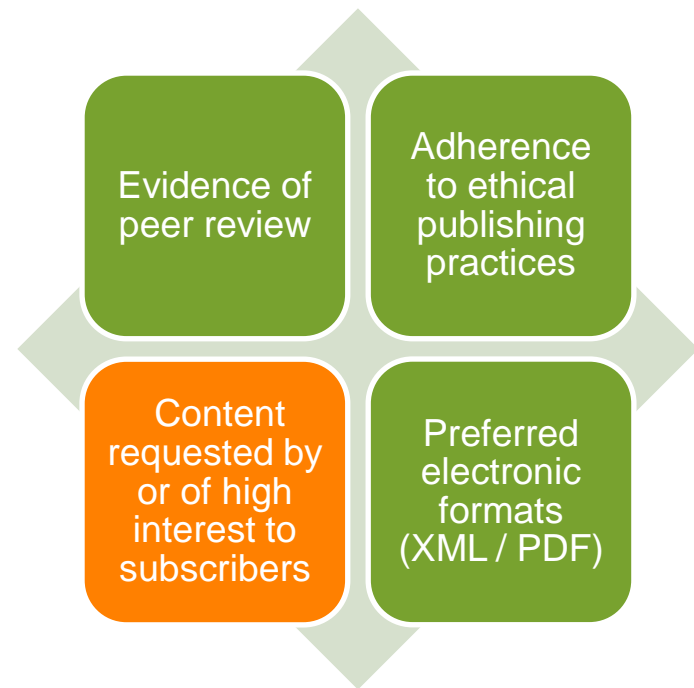 Evidence of
peer review
Adherence
to ethical
publishing
practices
Content
requested by
or of high
interest to
subscribers
Preferred
electronic
formats
(XML / PDF)